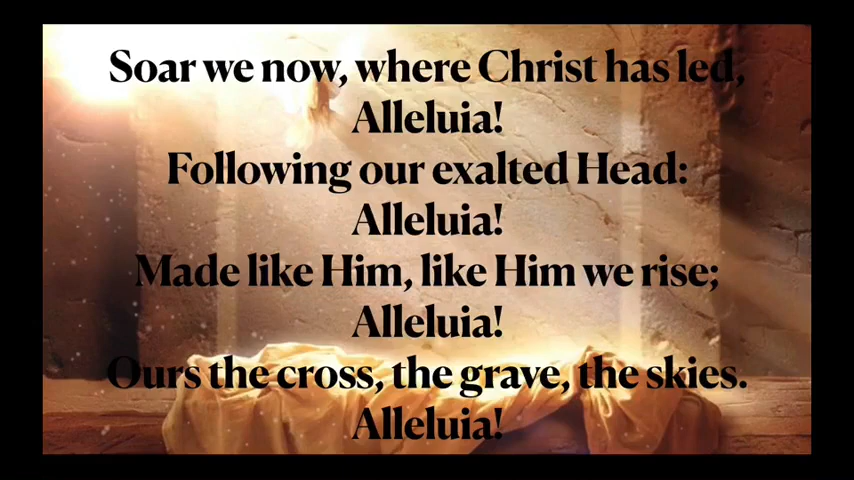 Soar we now, where Christ has led,
Alleluia!
Following our exalted Head:
Alleluia!
Made like Him, like Him we rise;
Alleluia!
Ours the cross, the grave, the skies.
Alleluia!